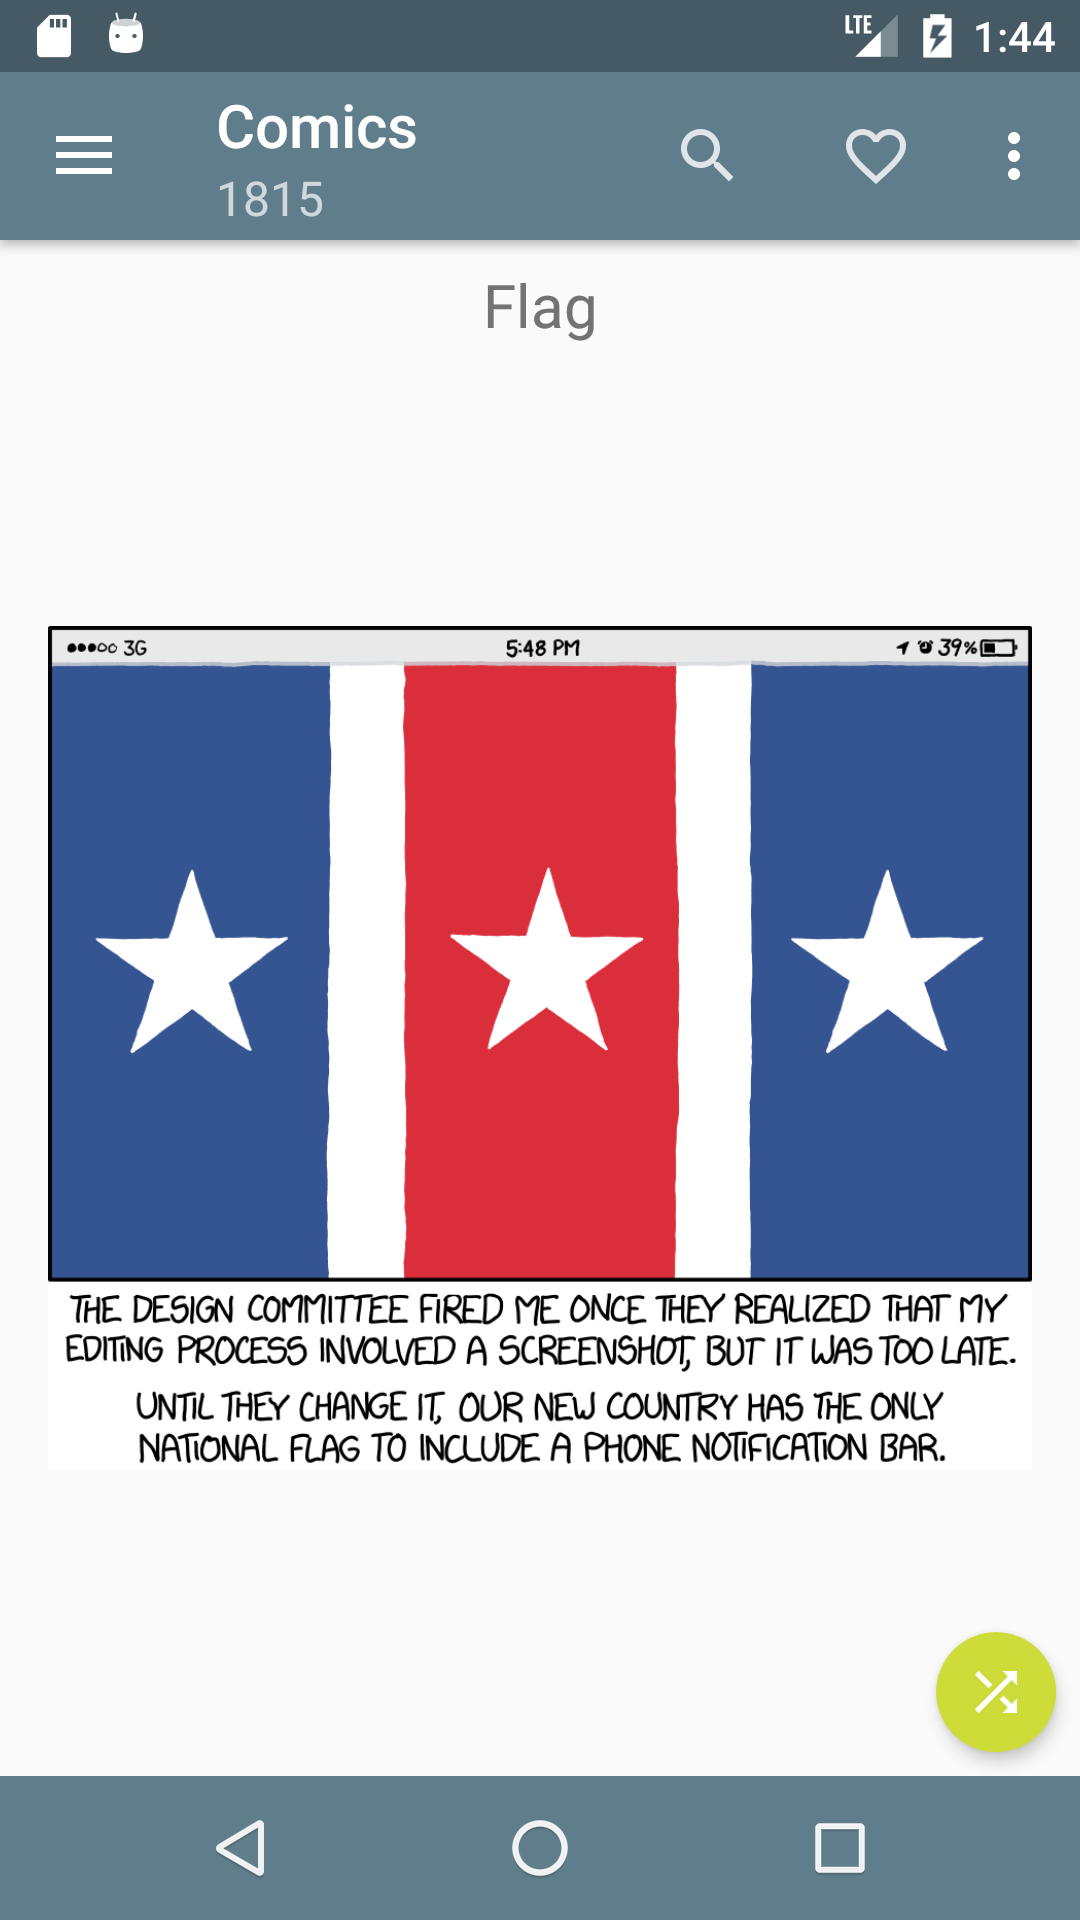 LTE 1:44
Comics
1815
Flag
3G 5:48 PM 39%
THE DESIGN COMMITTEE FIRED ME ONCE THEY REALIZED THAT MY
EDITING PROCESS INVOLVED A SCREENSHOT, BUT IT WAS TOO LATE.
UNTIL THEY CHANGE IT, OUR NEW COUNTRY HAS THE ONLY
NATIONAL FLAG TO INCLUDE A PHONE NOTIFICATION BAR.